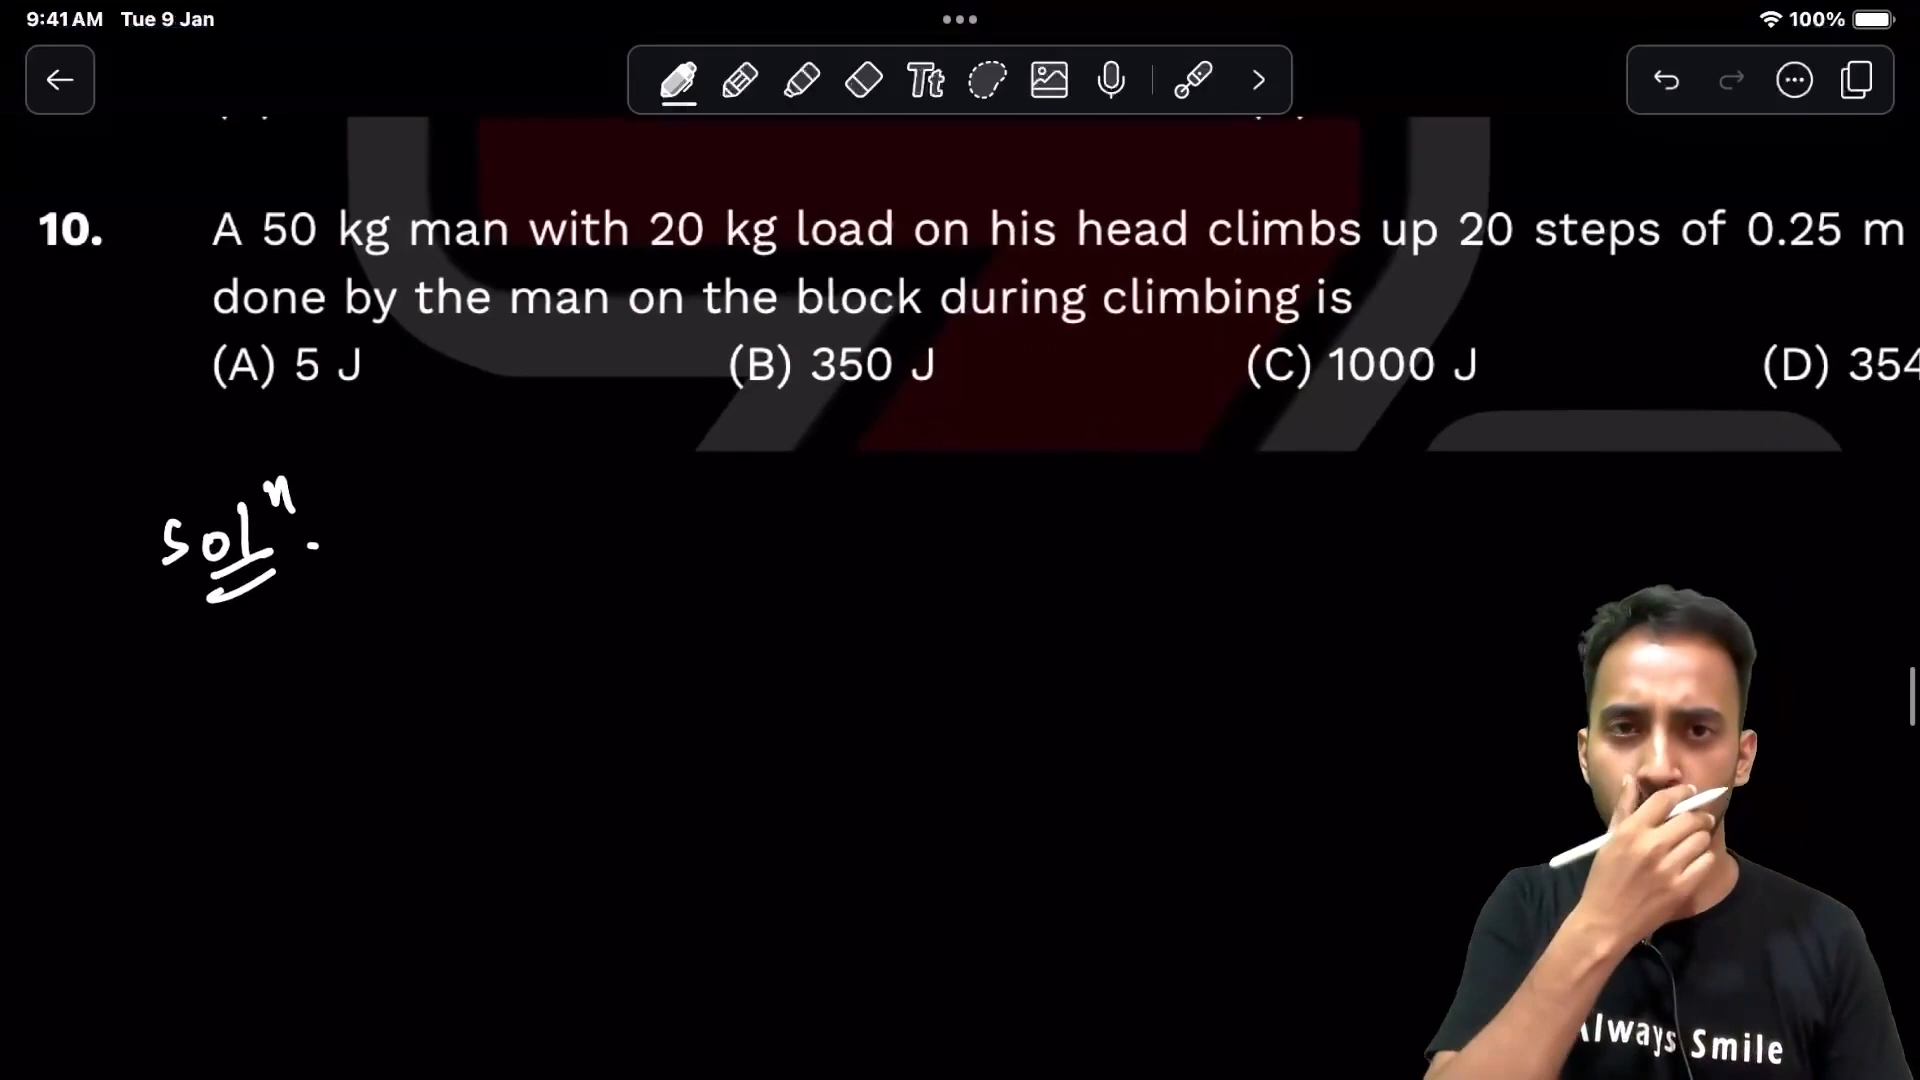 9:41 AM Tue 9 Jan
100%
Tt
10. A 50 kg man with 20 kg load on his head climbs up 20 steps of 0.25 m
done by the man on the block during climbing is
(A) 5 J (B) 350 J (C) 1000 J (D) 354
Solⁿ.
Always Smile